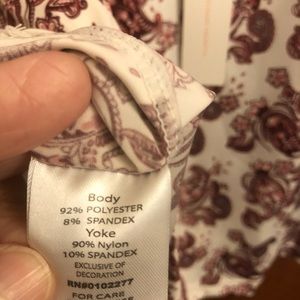 Body
92% POLYESTER
8% SPANDEX
Yoke
90% Nylon
10% SPANDEX
EXCLUSIVE OF
DECORATION
RN#0102277
FOR CARE